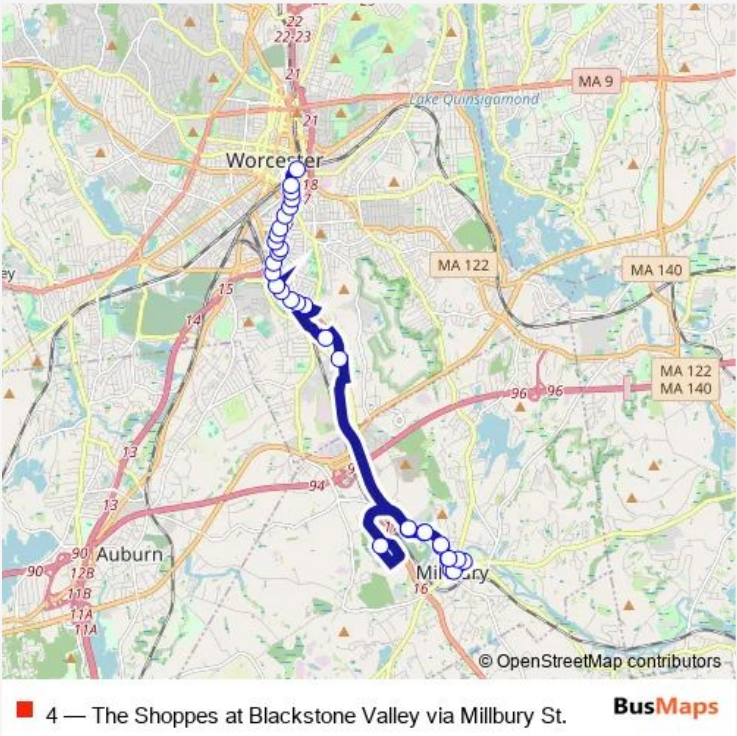 22
22-23
21
MA 9
Lake Quinsigamond
21
Worcester
18
7
MA 122
MA 140
ey
15
14
MA 122
MA 140
96 96
13
94
9
13
90
Auburn
90
12B
11B
11A
11A
Millbury
16
© OpenStreetMap contributors
4 — The Shoppes at Blackstone Valley via Millbury St.
BusMaps